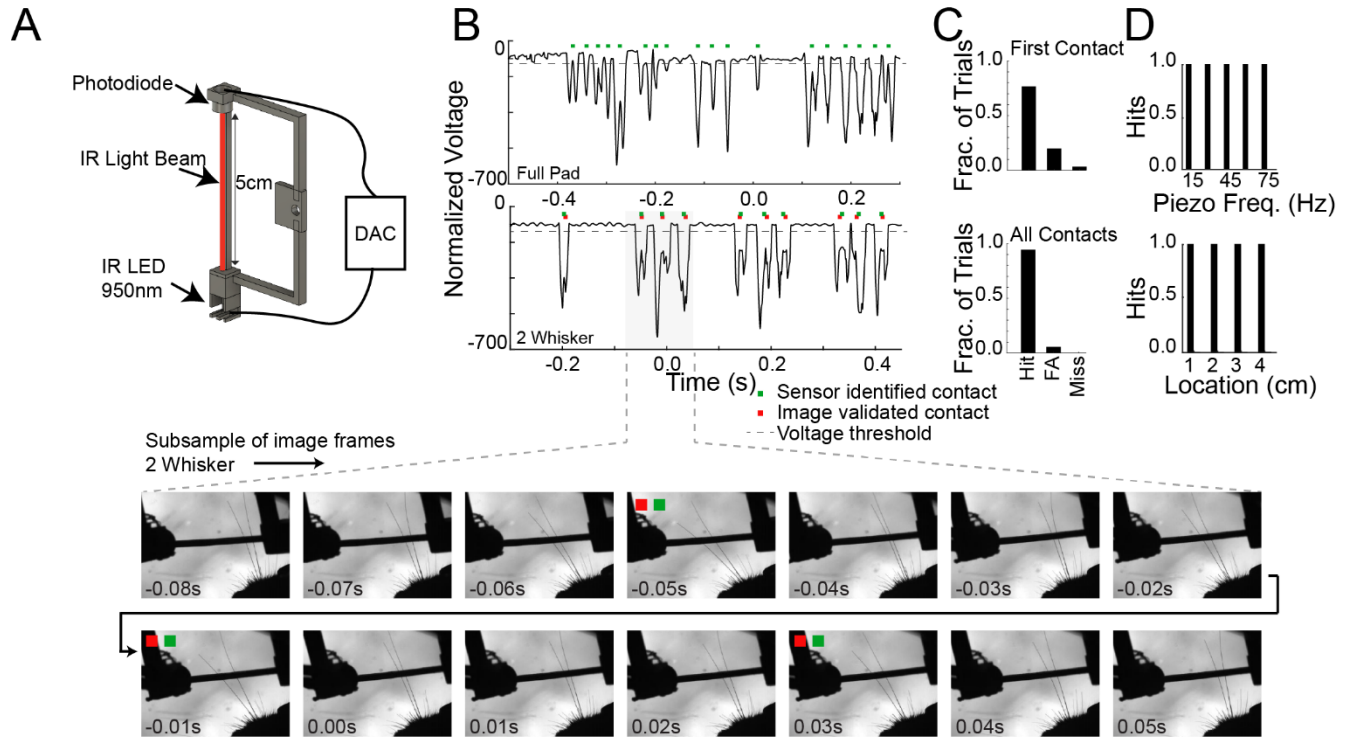 A
Photodiode
IR Light Beam
5cm
IR LED
950nm
DAC
B
Normalized Voltage
0
-700
Full Pad
-0.4
-0.2
0.0
0.2
0
-700
2 Whisker
-0.2
0.0
0.2
0.4
Time (s)
Sensor identified contact
Image validated contact
Voltage threshold
C
First Contact
Frac. of Trials
1.0
0.5
0.0
All Contacts
Frac. of Trials
1.0
0.5
0.0
Hit
FA
Miss
D
Hits
1.0
0.5
0.0
15
45
75
Piezo Freq. (Hz)
Hits
1.0
0.5
0.0
1
2
3
4
Location (cm)
Subsample of image frames
2 Whisker
-0.08s
-0.07s
-0.06s
-0.05s
-0.04s
-0.03s
-0.02s
-0.01s
0.00s
0.01s
0.02s
0.03s
0.04s
0.05s